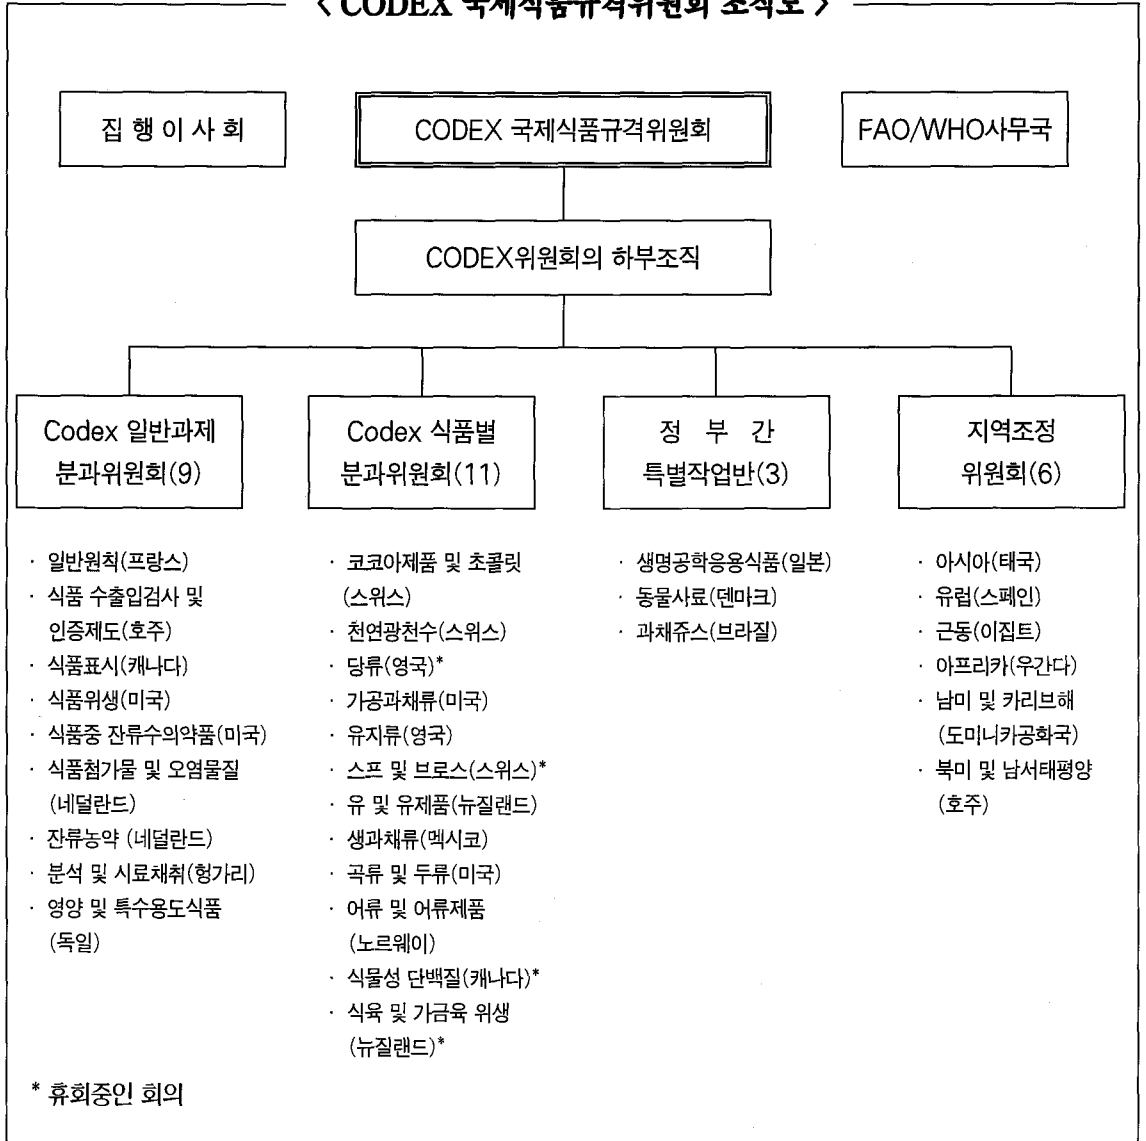 < CODEX 국제식품규격위원회 조직도 >
집 행 이 사 회
CODEX 국제식품규격위원회
FAO/WHO사무국
CODEX위원회의 하부조직
Codex 일반과제
분과위원회(9)
Codex 식품별
분과위원회(11)
정 부 간
특별작업반(3)
지역조정
위원회(6)
· 일반원칙(프랑스)
· 식품 수출입검사 및
인증제도(호주)
· 식품표시(캐나다)
· 식품위생(미국)
· 식품중 잔류수의약품(미국)
· 식품첨가물 및 오염물질
(네덜란드)
· 잔류농약 (네덜란드)
· 분석 및 시료채취(헝가리)
· 영양 및 특수용도식품
(독일)
· 코코아제품 및 초콜릿
(스위스)
· 천연광천수(스위스)
· 당류(영국)*
· 가공과채류(미국)
· 유지류(영국)
· 스프 및 브로스(스위스)*
· 유 및 유제품(뉴질랜드)
· 생과채류(멕시코)
· 곡류 및 두류(미국)
· 어류 및 어류제품
(노르웨이)
· 식물성 단백질(캐나다)*
· 식육 및 가금육 위생
(뉴질랜드)*
· 생명공학응용식품(일본)
· 동물사료(덴마크)
· 과채쥬스(브라질)
· 아시아(태국)
· 유럽(스페인)
· 근동(이집트)
· 아프리카(우간다)
· 남미 및 카리브해
(도미니카공화국)
· 북미 및 남서태평양
(호주)
* 휴회중인 회의